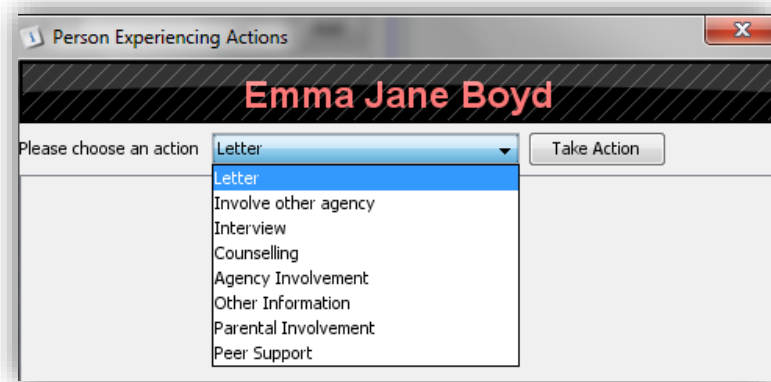 Person Experiencing Actions
Emma Jane Boyd
Please choose an action Letter Take Action
Letter
Involve other agency
Interview
Counselling
Agency Involvement
Other Information
Parental Involvement
Peer Support